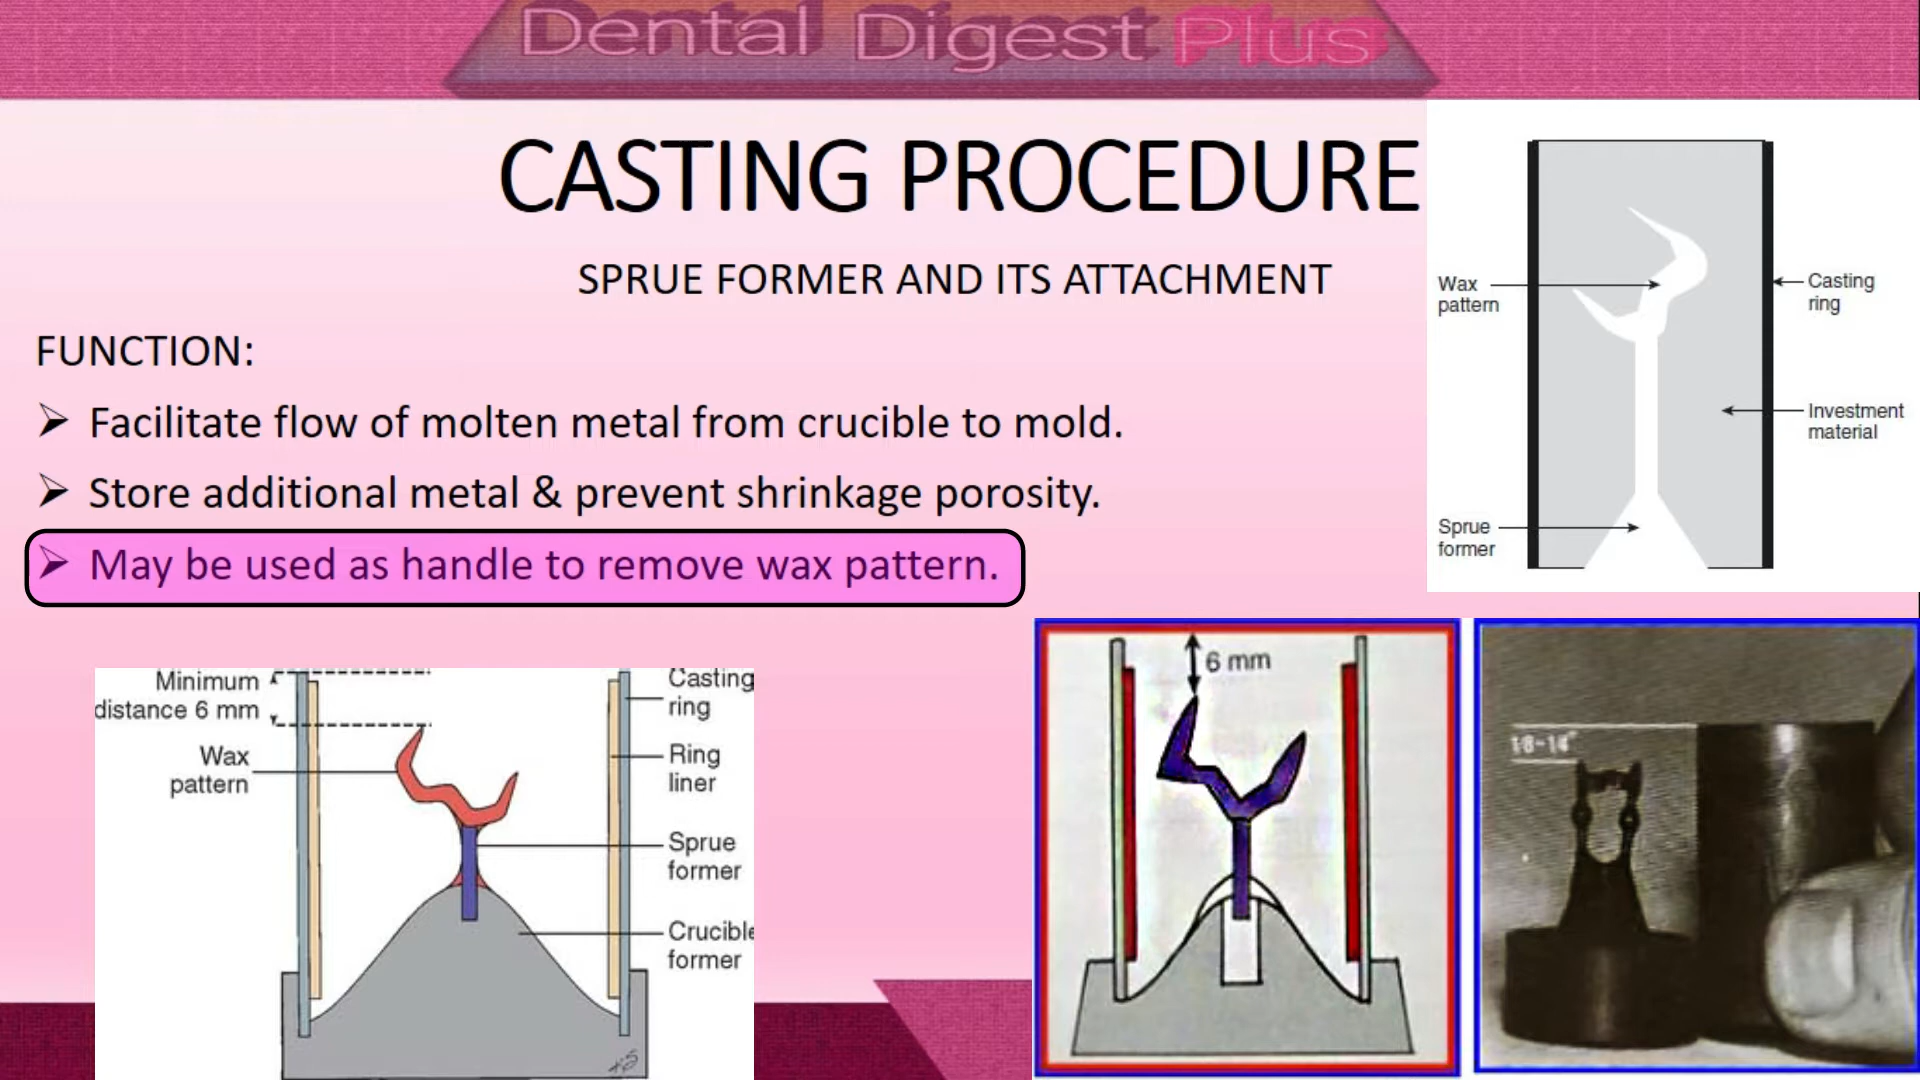 Dental Digest Plus
CASTING PROCEDURE
SPRUE FORMER AND ITS ATTACHMENT
FUNCTION:
Facilitate flow of molten metal from crucible to mold.
Store additional metal & prevent shrinkage porosity.
May be used as handle to remove wax pattern.
Wax
pattern
Casting
ring
Investment
material
Sprue
former
Minimum
distance 6 mm
Wax
pattern
Casting
ring
Ring
liner
Sprue
former
Crucible
former
6 mm